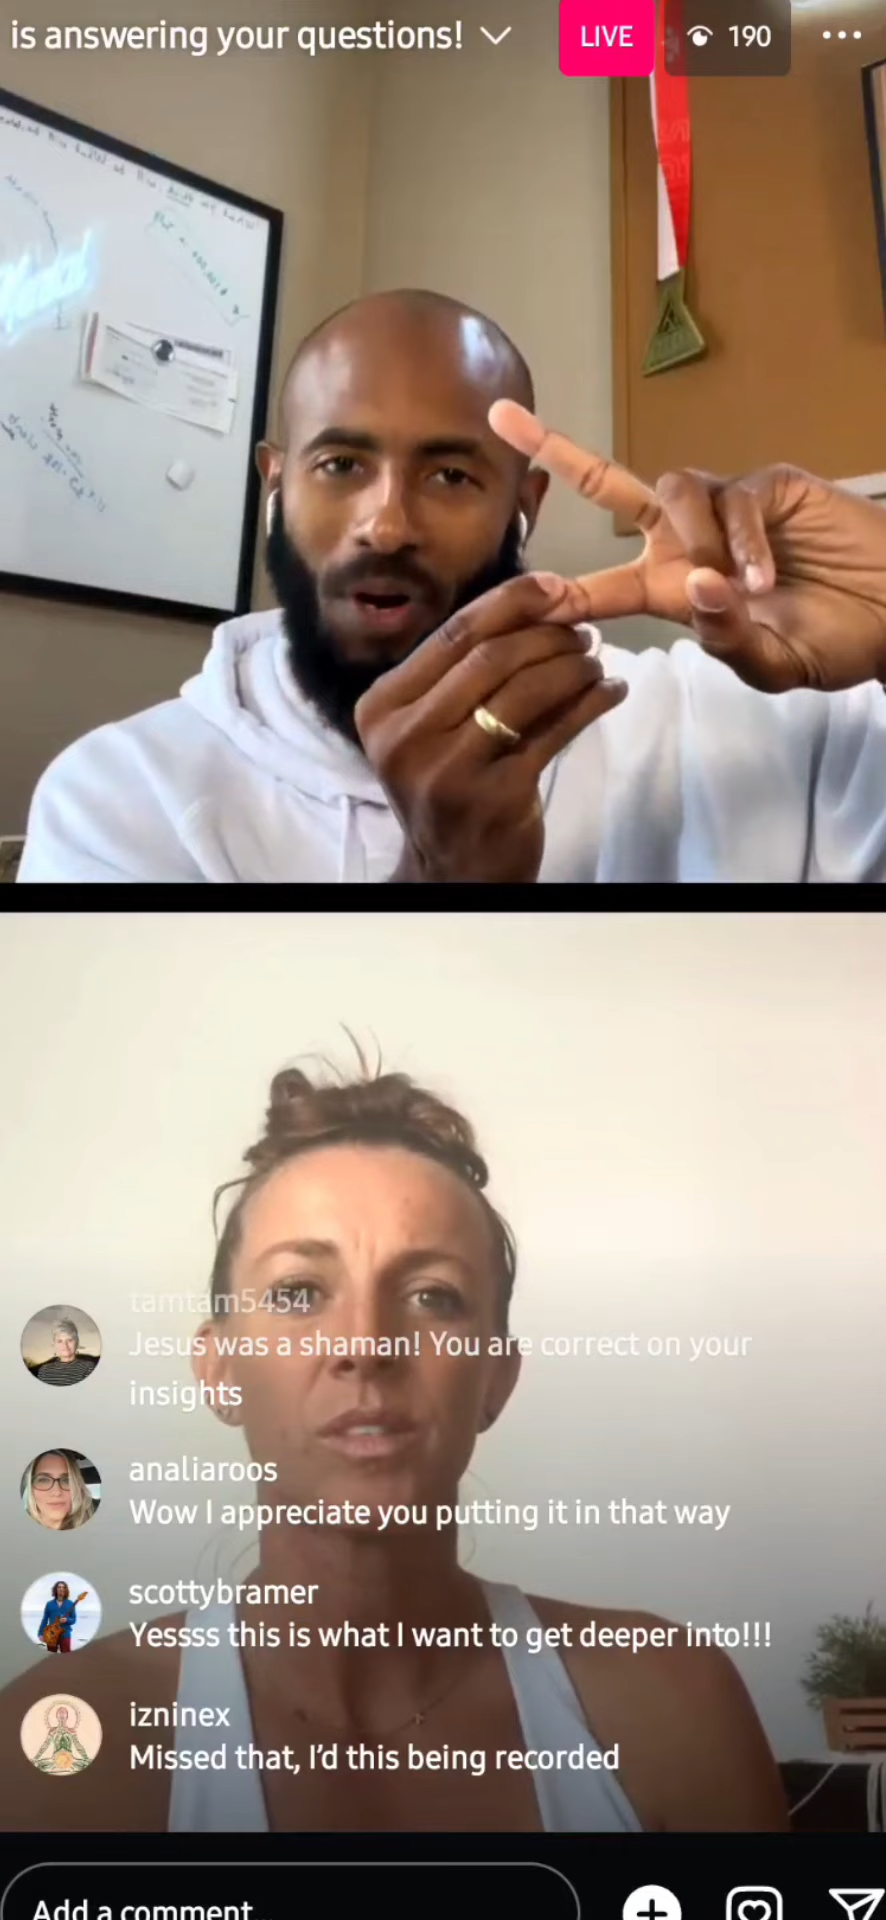 is answering your questions!
LIVE
190
tamtam5454
Jesus was a shaman! You are correct on your
insights
analiaroos
Wow I appreciate you putting it in that way
scottybramer
Yessss this is what I want to get deeper into!!!
izninex
Missed that, I'd this being recorded
Add a comment...